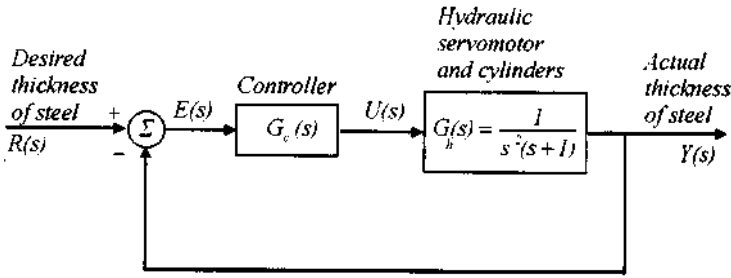 Desired
thickness
of steel
R(s)
+
−
Σ
E(s)
Controller
G_c(s)
U(s)
Hydraulic
servomotor
and cylinders
G_h(s) = 1 / s²(s+1)
Actual
thickness
of steel
Y(s)